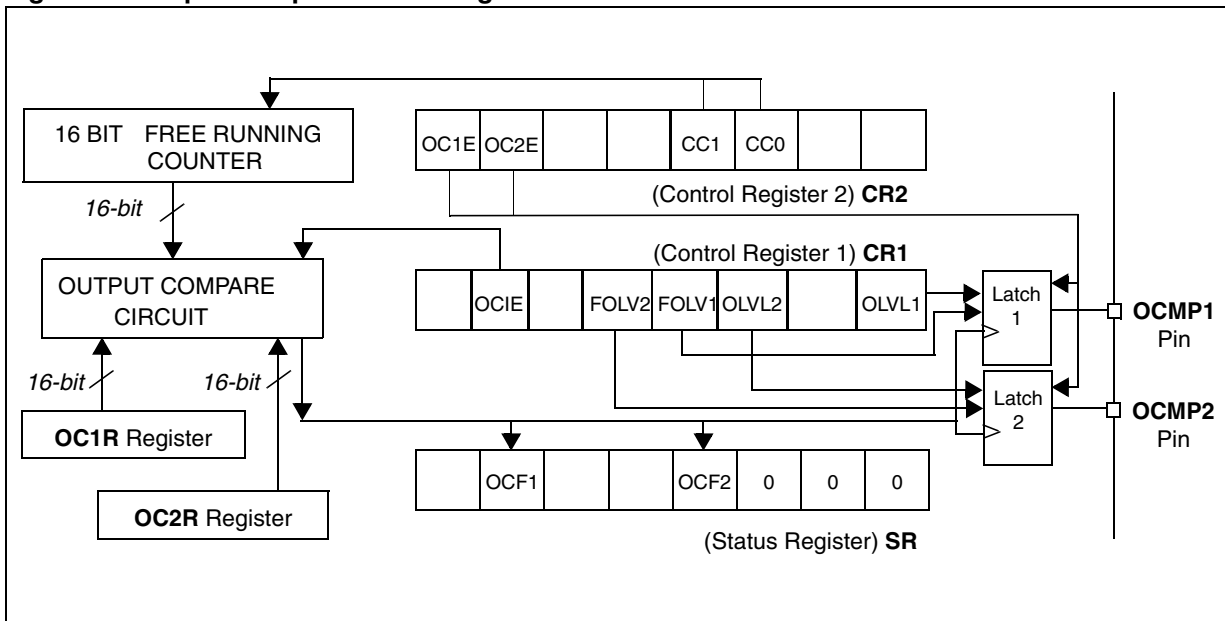 16 BIT FREE RUNNING
COUNTER
OC1E OC2E CC1 CC0
(Control Register 2) CR2
16-bit
(Control Register 1) CR1
OUTPUT COMPARE
CIRCUIT
OCIE FOLV2 FOLV1 OLVL2 OLVL1
Latch
1
OCMP1
Pin
16-bit
16-bit
Latch
2
OCMP2
Pin
OC1R Register
OCF1 OCF2 0 0 0
OC2R Register
(Status Register) SR